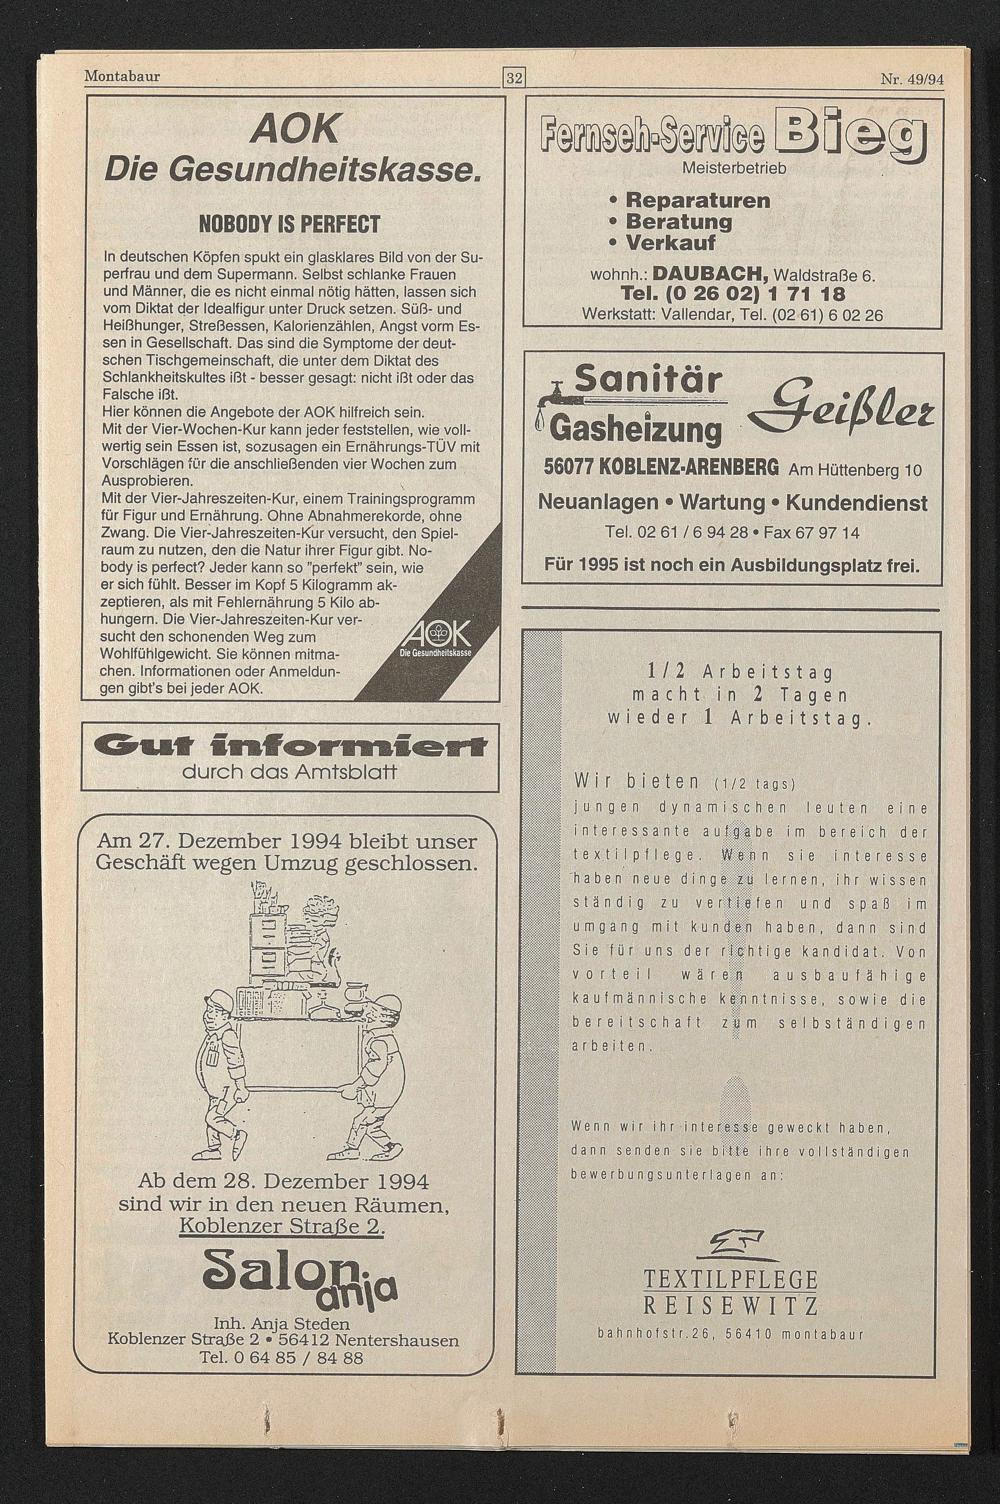 Montabaur
32
Nr. 49/94
AOK
Die Gesundheitskasse.
NOBODY IS PERFECT
In deutschen Köpfen spukt ein glasklares Bild von der Su-
perfrau und dem Supermann. Selbst schlanke Frauen
und Männer, die es nicht einmal nötig hätten, lassen sich
vom Diktat der Idealfigur unter Druck setzen. Süß- und
Heißhunger, Streßessen, Kalorienzählen, Angst vorm Es-
sen in Gesellschaft. Das sind die Symptome der deut-
schen Tischgemeinschaft, die unter dem Diktat des
Schlankheitskultes ißt - besser gesagt: nicht ißt oder das
Falsche ißt.
Hier können die Angebote der AOK hilfreich sein.
Mit der Vier-Wochen-Kur kann jeder feststellen, wie voll-
wertig sein Essen ist, sozusagen ein Ernährungs-TÜV mit
Vorschlägen für die anschließenden vier Wochen zum
Ausprobieren.
Mit der Vier-Jahreszeiten-Kur, einem Trainingsprogramm
für Figur und Ernährung. Ohne Abnahmerekorde, ohne
Zwang. Die Vier-Jahreszeiten-Kur versucht, den Spiel-
raum zu nutzen, den die Natur ihrer Figur gibt. No-
body is perfect? Jeder kann so "perfekt" sein, wie
er sich fühlt. Besser im Kopf 5 Kilogramm ak-
zeptieren, als mit Fehlernährung 5 Kilo ab-
hungern. Die Vier-Jahreszeiten-Kur ver-
sucht den schonenden Weg zum
Wohlfühlgewicht. Sie können mitma-
chen. Informationen oder Anmeldun-
gen gibt's bei jeder AOK.
AOK
Die Gesundheitskasse
Gut informiert
durch das Amtsblatt
Am 27. Dezember 1994 bleibt unser
Geschäft wegen Umzug geschlossen.
Ab dem 28. Dezember 1994
sind wir in den neuen Räumen,
Koblenzer Straße 2.
Salon
anja
Inh. Anja Steden
Koblenzer Straße 2 • 56412 Nentershausen
Tel. 0 64 85 / 84 88
Fernseh-Service Bieg
Meisterbetrieb
• Reparaturen
• Beratung
• Verkauf
wohnh.: DAUBACH, Waldstraße 6.
Tel. (0 26 02) 1 71 18
Werkstatt: Vallendar, Tel. (02 61) 6 02 26
Sanitär
Gasheizung
Geißler
56077 KOBLENZ-ARENBERG Am Hüttenberg 10
Neuanlagen • Wartung • Kundendienst
Tel. 02 61 / 6 94 28 • Fax 67 97 14
Für 1995 ist noch ein Ausbildungsplatz frei.
1/2 Arbeitstag
macht in 2 Tagen
wieder 1 Arbeitstag.
Wir bieten (1/2 tags)
jungen dynamischen leuten eine
interessante aufgabe im bereich der
textilpflege. Wenn sie interesse
haben neue dinge zu lernen, ihr wissen
ständig zu vertiefen und spaß im
umgang mit kunden haben, dann sind
Sie für uns der richtige kandidat. Von
vorteil wären ausbaufähige
kaufmännische kenntnisse, sowie die
bereitschaft zum selbständigen
arbeiten.
Wenn wir ihr interesse geweckt haben,
dann senden sie bitte ihre vollständigen
bewerbungsunterlagen an:
TEXTILPFLEGE
REISEWITZ
bahnhofstr.26, 56410 montabaur